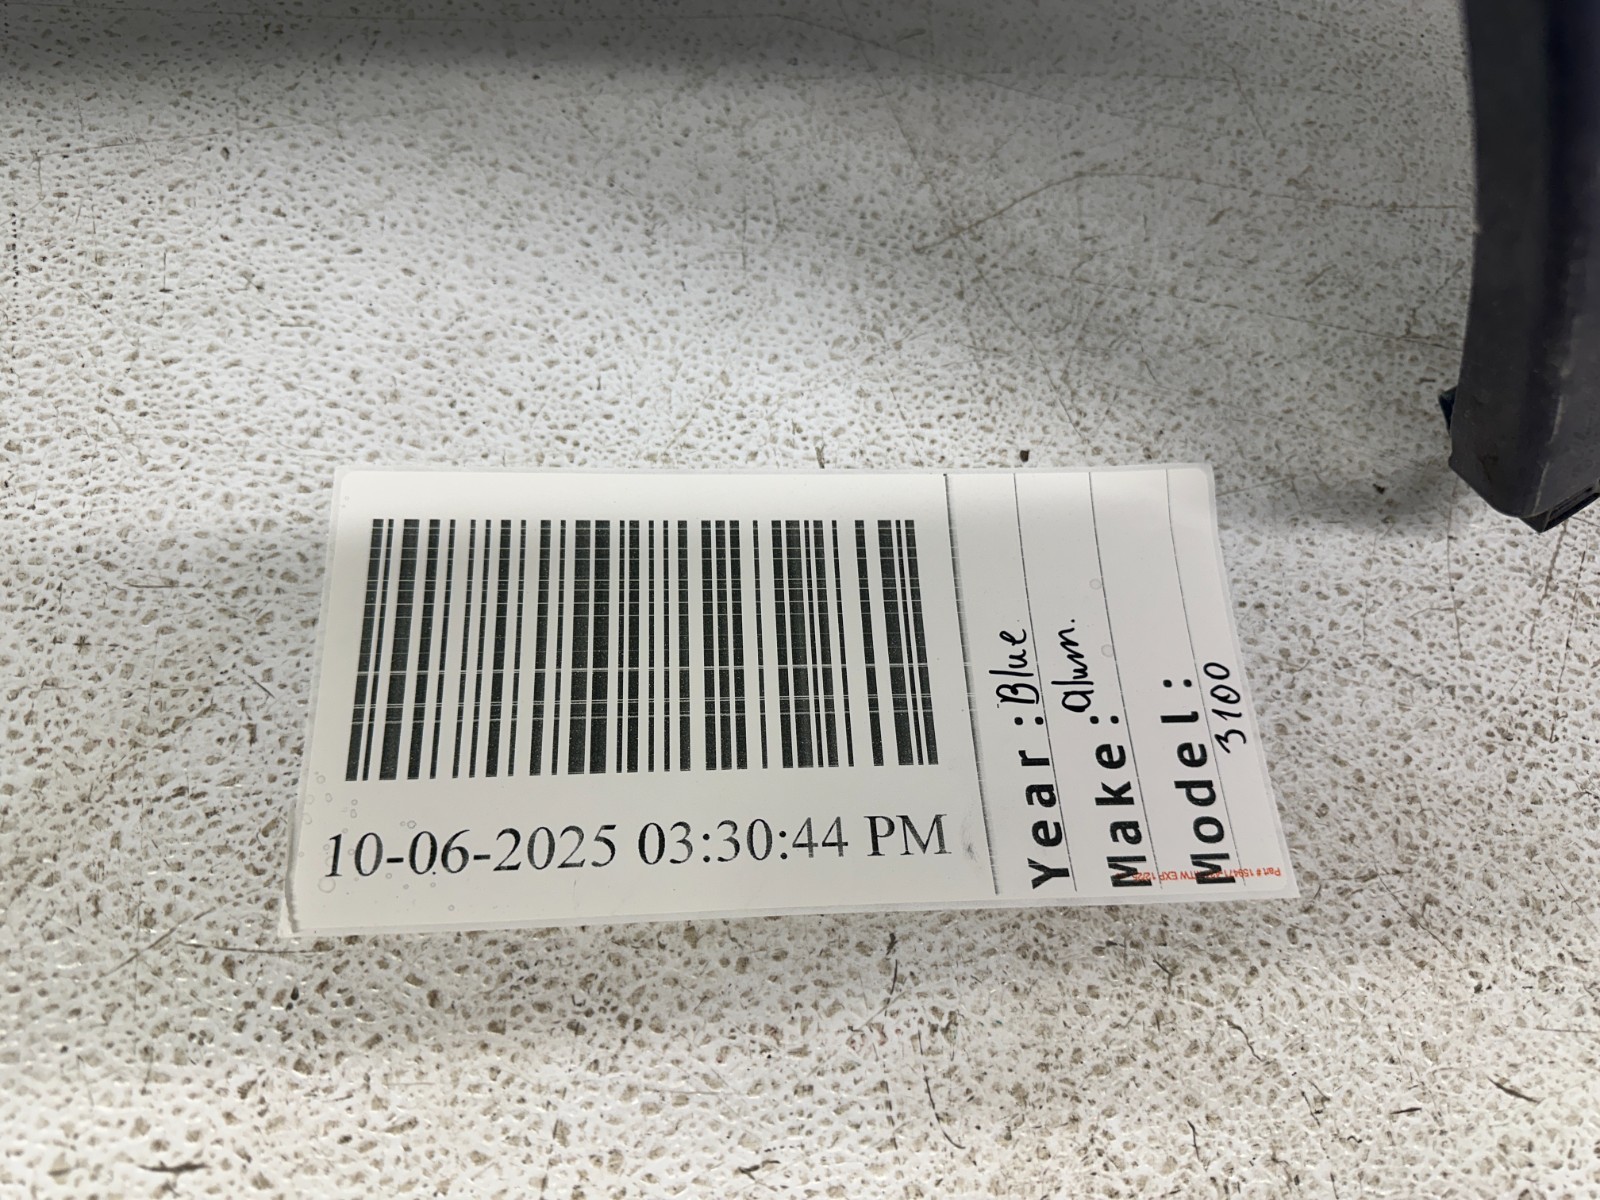 10-06-2025 03:30:44 PM
Year: Blue
Make: alum.
Model:
3100